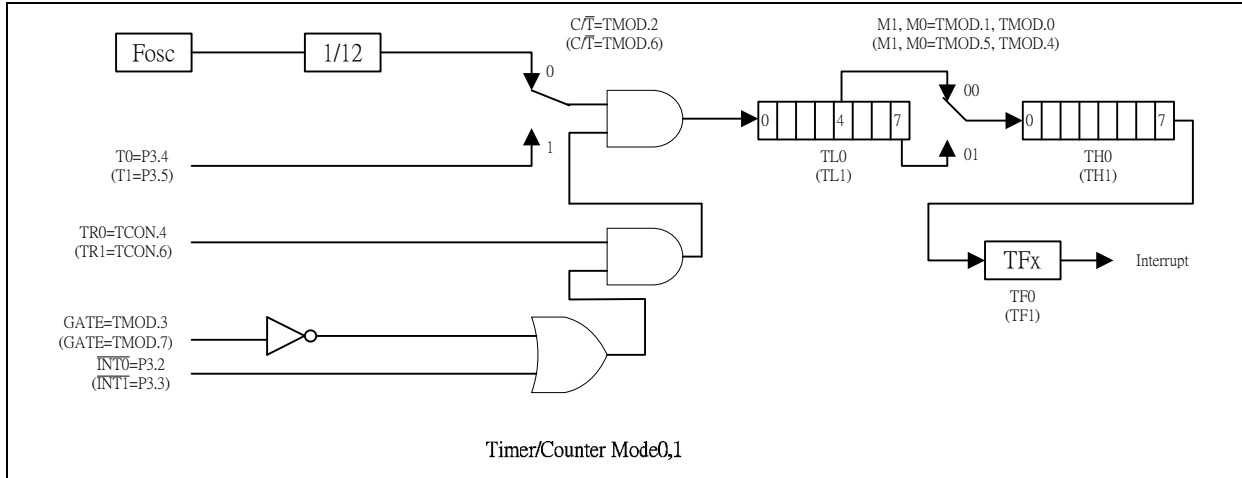 C/T̅=TMOD.2
(C/T̅=TMOD.6)
M1, M0=TMOD.1, TMOD.0
(M1, M0=TMOD.5, TMOD.4)
Fosc
1/12
0
00
0 4 7
0 7
1
01
T0=P3.4
(T1=P3.5)
TL0
(TL1)
TH0
(TH1)
TR0=TCON.4
(TR1=TCON.6)
TFx
Interrupt
TF0
(TF1)
GATE=TMOD.3
(GATE=TMOD.7)
I̅N̅T̅0̅=P3.2
(I̅N̅T̅1̅=P3.3)
Timer/Counter Mode0,1